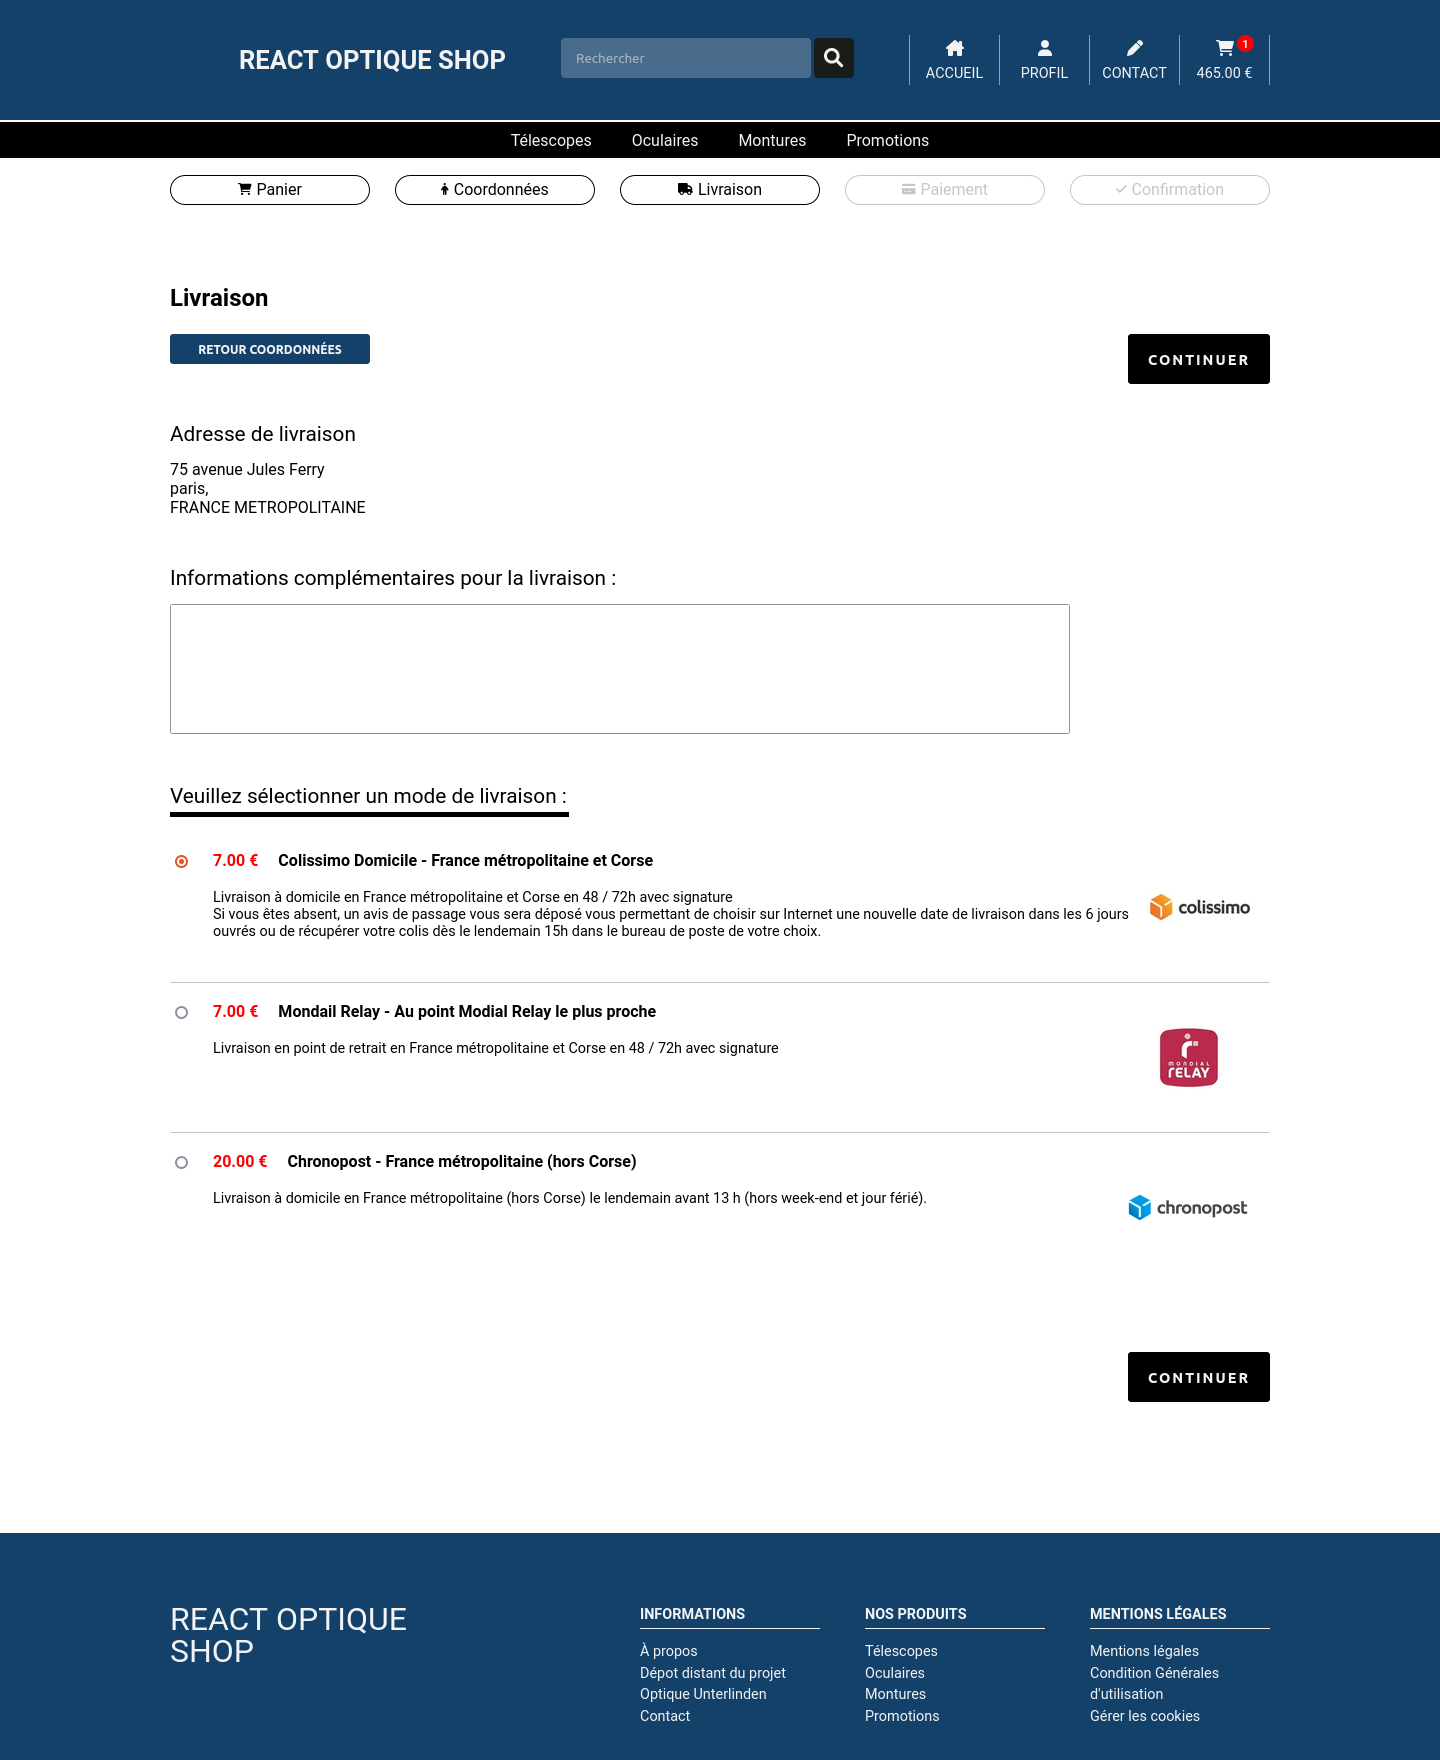 REACT OPTIQUE SHOP
Rechercher
ACCUEIL
PROFIL
CONTACT
1
465.00 €
Télescopes
Oculaires
Montures
Promotions
Panier
Coordonnées
Livraison
Paiement
Confirmation
Livraison
RETOUR COORDONNÉES
CONTINUER
Adresse de livraison
75 avenue Jules Ferry
paris,
FRANCE METROPOLITAINE
Informations complémentaires pour la livraison :
Veuillez sélectionner un mode de livraison :
7.00 € Colissimo Domicile - France métropolitaine et Corse
Livraison à domicile en France métropolitaine et Corse en 48 / 72h avec signature
Si vous êtes absent, un avis de passage vous sera déposé vous permettant de choisir sur Internet une nouvelle date de livraison dans les 6 jours
ouvrés ou de récupérer votre colis dès le lendemain 15h dans le bureau de poste de votre choix.
colissimo
7.00 € Mondail Relay - Au point Modial Relay le plus proche
Livraison en point de retrait en France métropolitaine et Corse en 48 / 72h avec signature
MONDIAL
RELAY
20.00 € Chronopost - France métropolitaine (hors Corse)
Livraison à domicile en France métropolitaine (hors Corse) le lendemain avant 13 h (hors week-end et jour férié).
chronopost
CONTINUER
REACT OPTIQUE
SHOP
INFORMATIONS
À propos
Dépot distant du projet
Optique Unterlinden
Contact
NOS PRODUITS
Télescopes
Oculaires
Montures
Promotions
MENTIONS LÉGALES
Mentions légales
Condition Générales
d'utilisation
Gérer les cookies